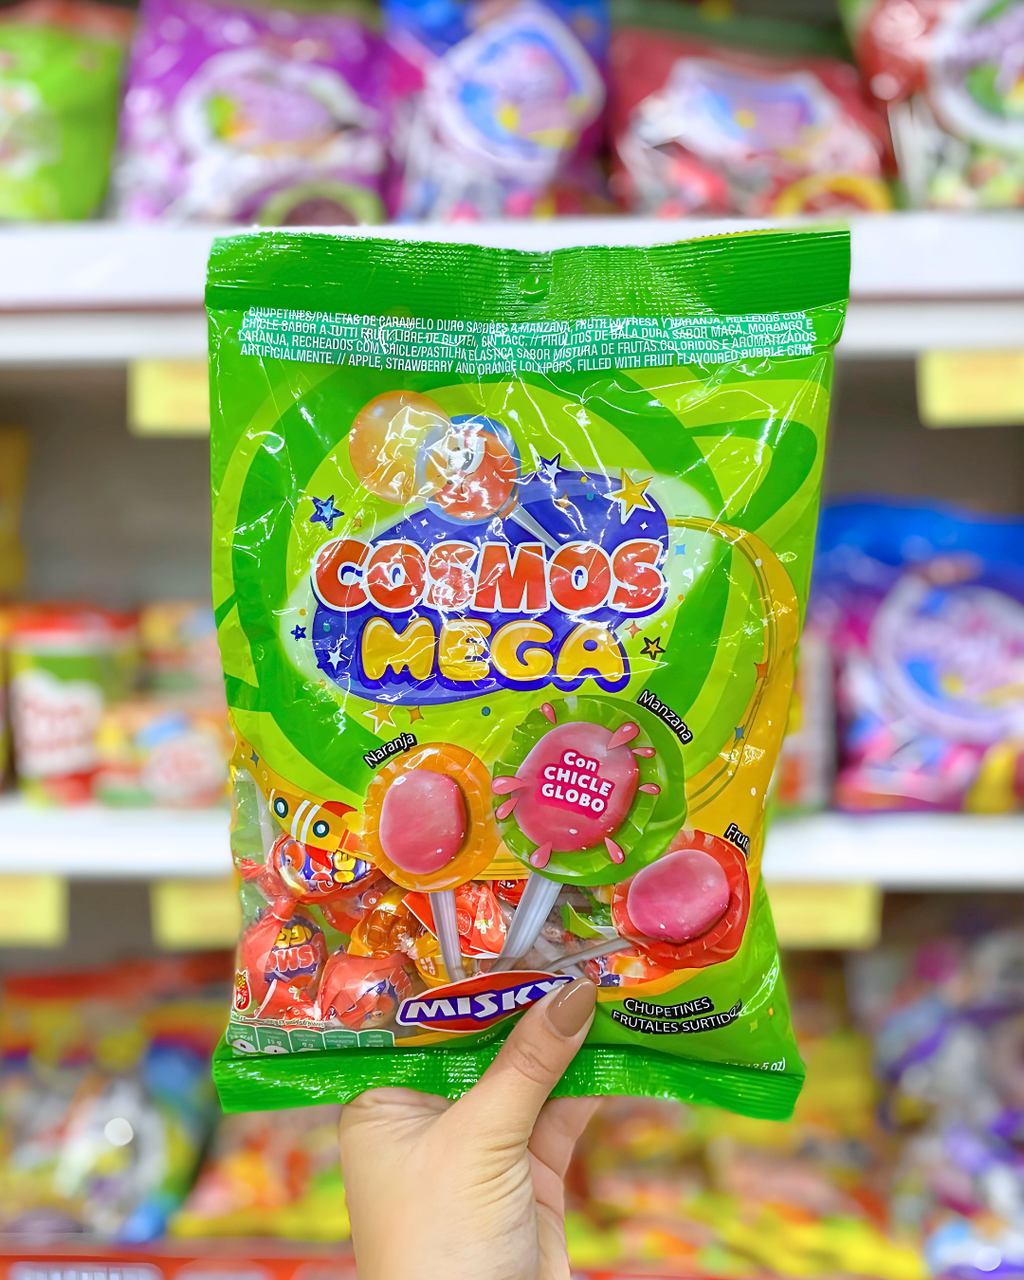 CHUPETINES/PALETAS DE CARAMELO DURO SABORES A MANZANA, FRUTILLA/FRESA Y NARANJA, RELLENOS CON
CHICLE SABOR A TUTTI FRUTI. LIBRE DE GLUTEN, SIN TACC. // PIRULITOS DE BALA DURA SABOR MAÇA, MORANGO E
LARANJA, RECHEADOS COM CHICLE/PASTILHA ELASTICA SABOR MISTURA DE FRUTAS, COLORIDOS E AROMATIZADOS
ARTIFICIALMENTE. // APPLE, STRAWBERRY AND ORANGE LOLLIPOPS, FILLED WITH FRUIT FLAVOURED BUBBLE GUM.
COSMOS
MEGA
Manzana
Naranja
Con
CHICLE
GLOBO
Frut
MISKY
CHUPETINES
FRUTALES SURTIDOS